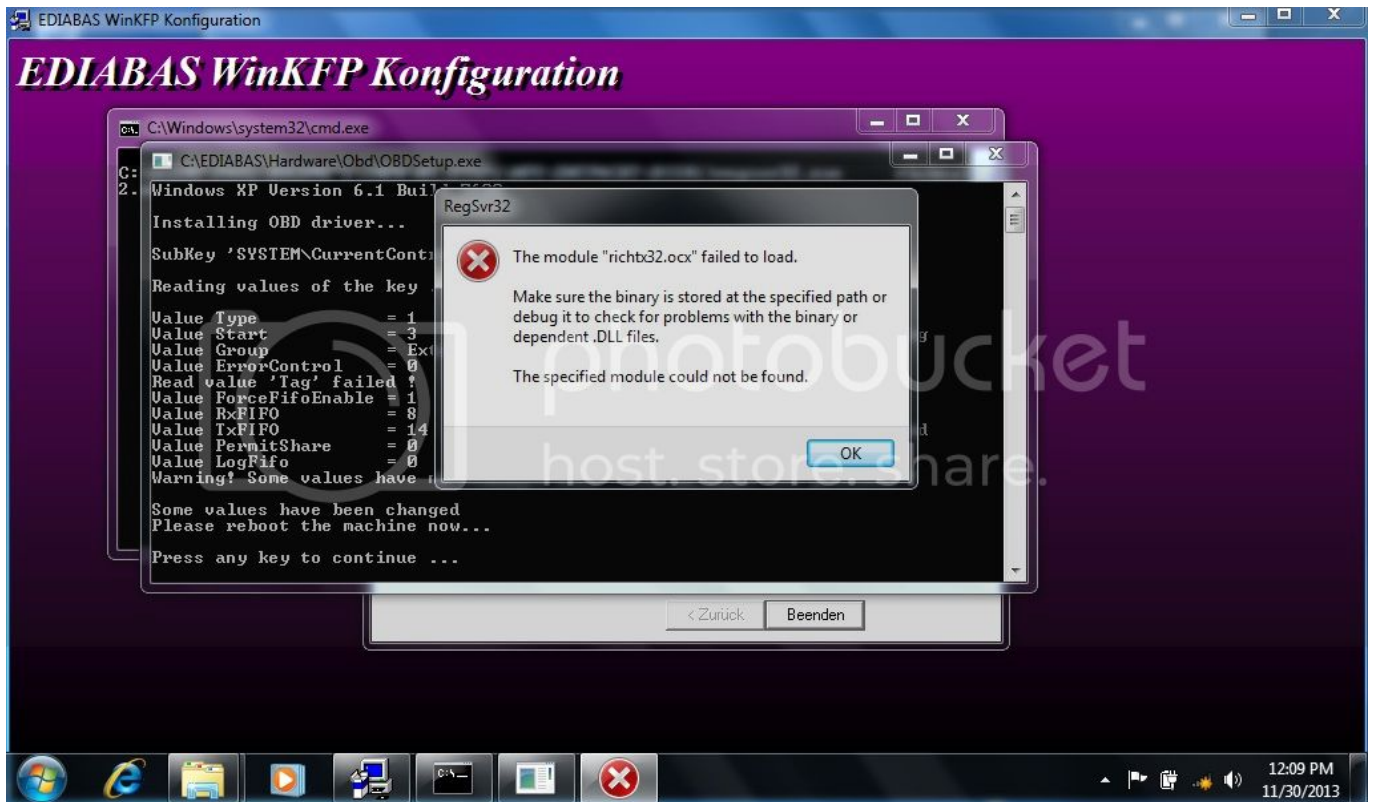 EDIABAS WinKFP Konfiguration
EDIABAS WinKFP Konfiguration
C:\Windows\system32\cmd.exe
C:
2.
C:\EDIABAS\Hardware\Obd\OBDSetup.exe
Windows XP Version 6.1
Installing OBD driver...
SubKey 'SYSTEM\CurrentCont
Reading values of the key
Value Type = 1
Value Start = 3
Value Group = Ext
Value ErrorControl = 0
Read value 'Tag' failed !
Value ForceFifoEnable = 1
Value RxFIFO = 8
Value TxFIFO = 14
Value PermitShare = 0
Value LogFifo = 0
Warning! Some values have
Some values have been changed
Please reboot the machine now...
Press any key to continue ...
RegSvr32
The module "richtx32.ocx" failed to load.
Make sure the binary is stored at the specified path or
debug it to check for problems with the binary or
dependent .DLL files.
The specified module could not be found.
OK
photobucket
host. store. share.
< Zurück Beenden
12:09 PM
11/30/2013